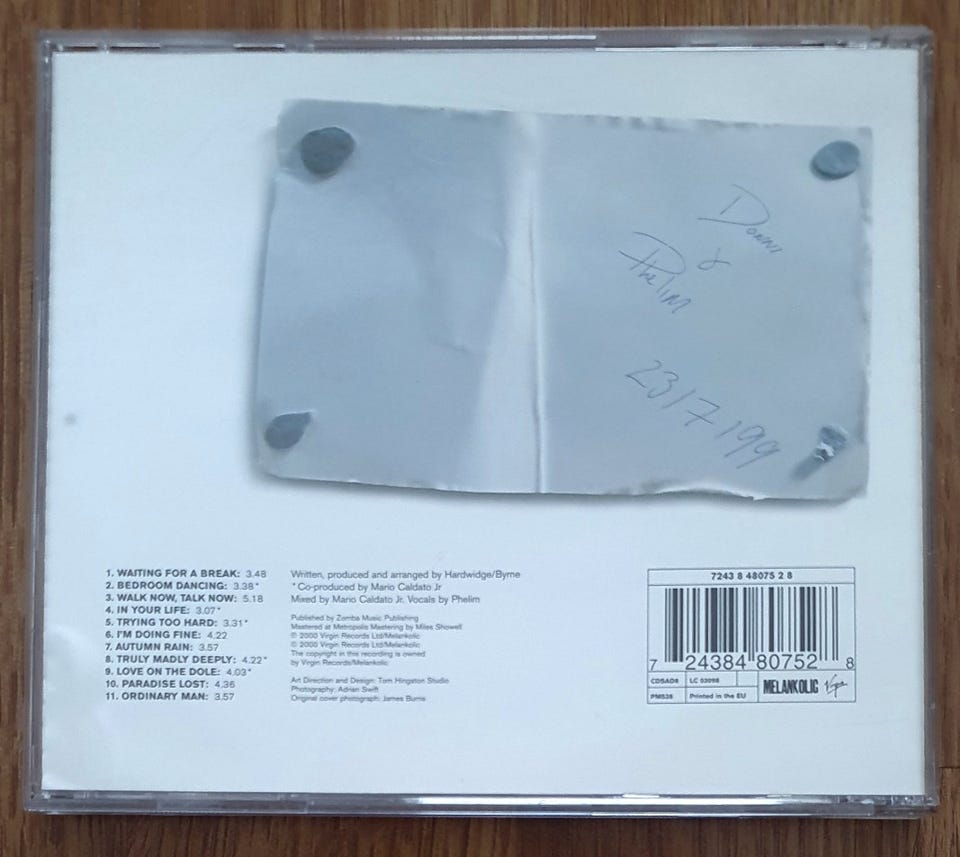 Donni
&
Phelim
23/7/99
1. WAITING FOR A BREAK: 3.48
2. BEDROOM DANCING: 3.38*
3. WALK NOW, TALK NOW: 5.18
4. IN YOUR LIFE: 3.07*
5. TRYING TOO HARD: 3.31*
6. I'M DOING FINE: 4.22
7. AUTUMN RAIN: 3.57
8. TRULY MADLY DEEPLY: 4.22*
9. LOVE ON THE DOLE: 4.03*
10. PARADISE LOST: 4.36
11. ORDINARY MAN: 3.57
Written, produced and arranged by Hardwidge/Byrne
*Co-produced by Mario Caldato Jr
Mixed by Mario Caldato Jr. Vocals by Phelim
Published by Zomba Music Publishing
Mastered at Metropolis Mastering by Miles Showell
℗ 2000 Virgin Records Ltd/Melankolic
© 2000 Virgin Records Ltd/Melankolic
The copyright in this recording is owned
by Virgin Records/Melankolic
Art Direction and Design: Tom Hingston Studio
Photography: Adrian Swift
Original cover photograph: James Burns
7243 8 48075 2 8
7 24384 80752 8
CDSAD8
LC 03098
PM528
Printed in the EU
MELANKOLIC
Virgin